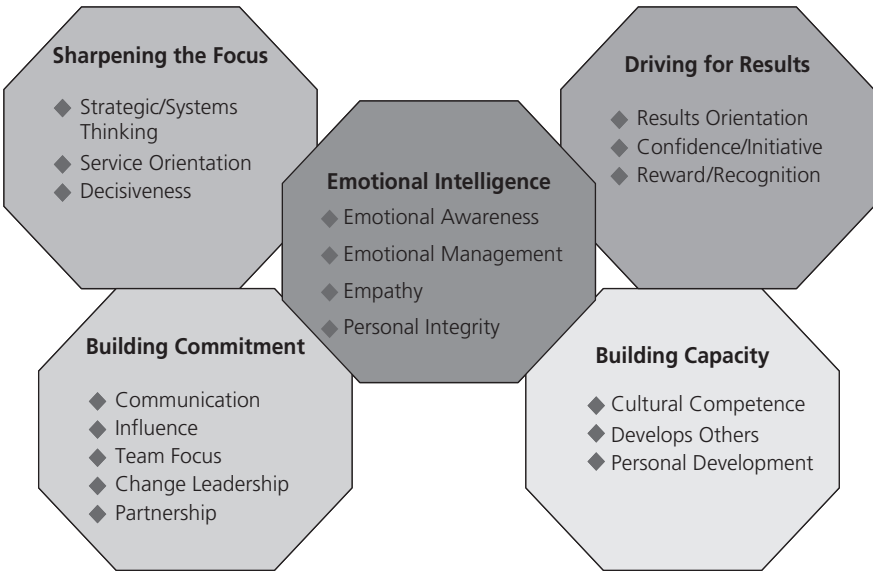 Sharpening the Focus
Strategic/Systems
Thinking
Service Orientation
Decisiveness
Driving for Results
Results Orientation
Confidence/Initiative
Reward/Recognition
Emotional Intelligence
Emotional Awareness
Emotional Management
Empathy
Personal Integrity
Building Commitment
Communication
Influence
Team Focus
Change Leadership
Partnership
Building Capacity
Cultural Competence
Develops Others
Personal Development